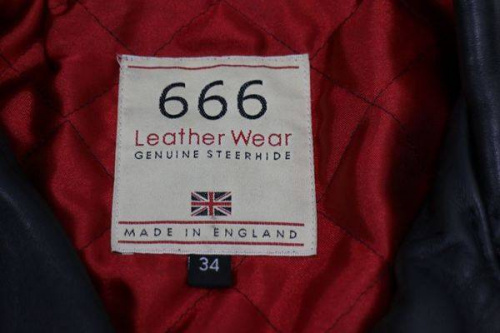 666
Leather Wear
GENUINE STEERHIDE
MADE IN ENGLAND
34